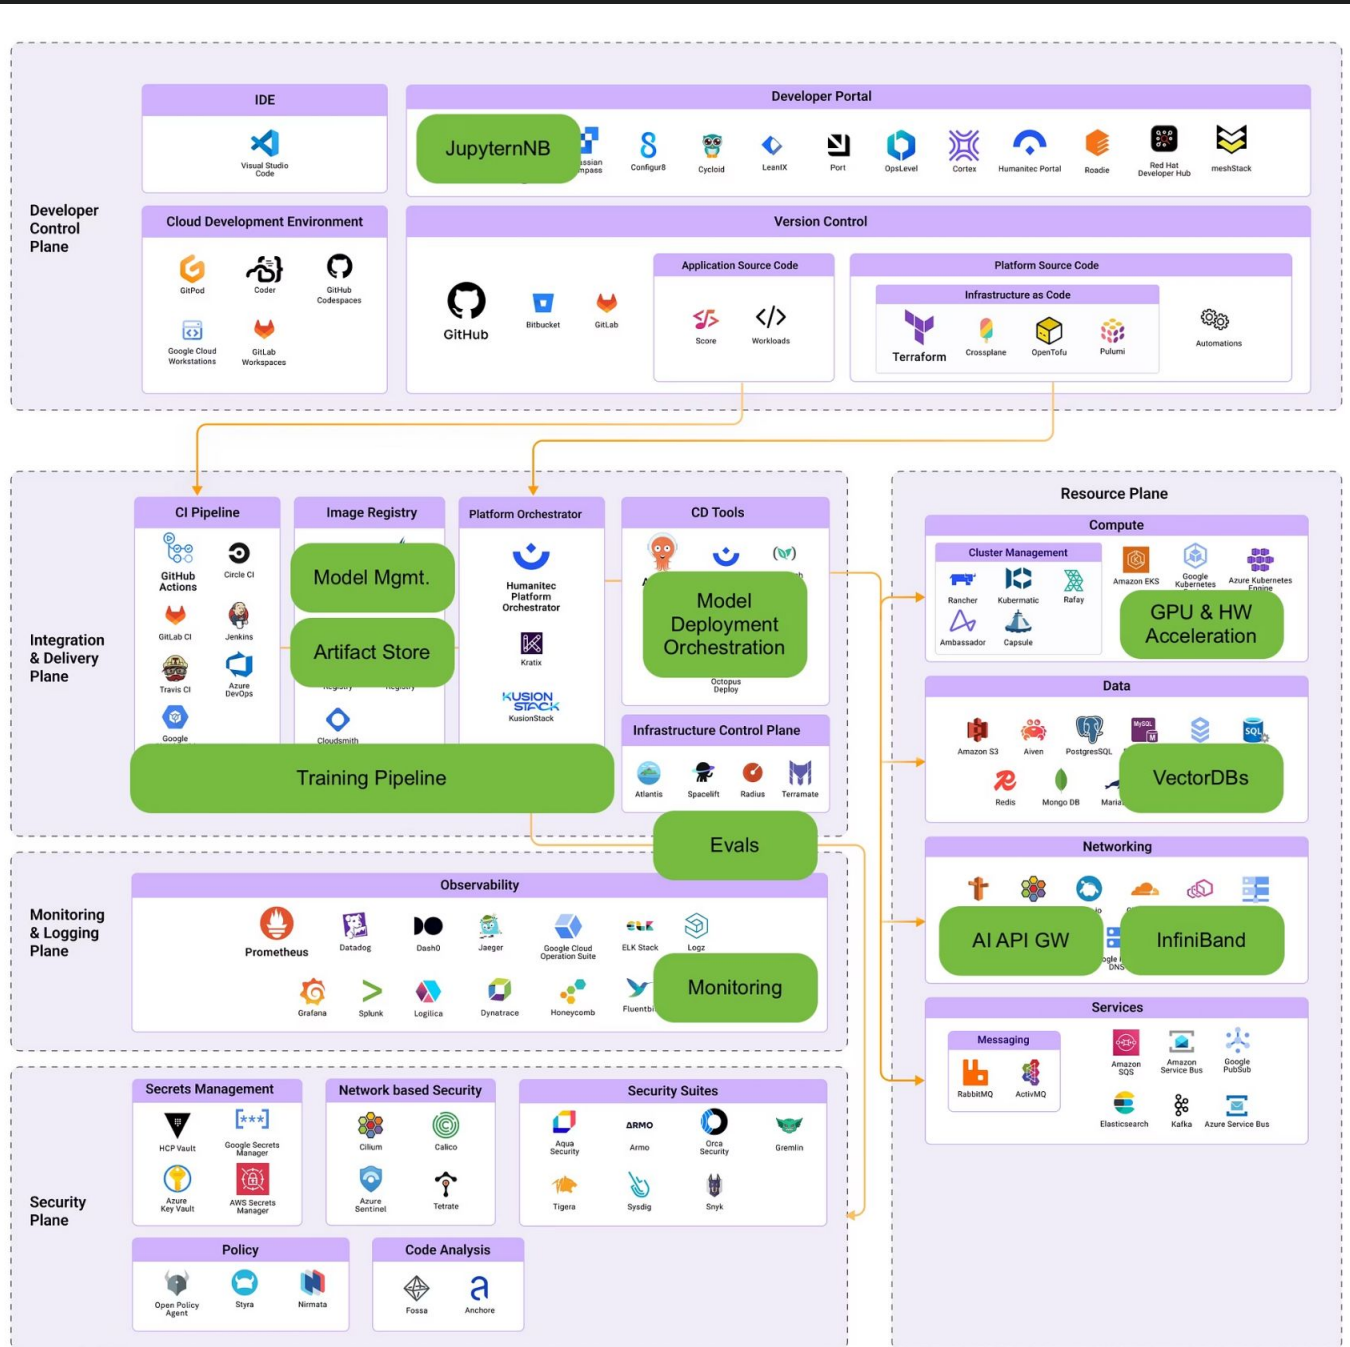 IDE
Visual Studio
Code
Developer Portal
JupyternNB
Configur8
Cycloid
LeanIX
Port
OpsLevel
Cortex
Humanitec Portal
Roadie
Red Hat
Developer Hub
meshStack
Developer
Control
Plane
Cloud Development Environment
GitPod
Coder
GitHub
Codespaces
Google Cloud
Workstations
GitLab
Workspaces
Version Control
GitHub
Bitbucket
GitLab
Application Source Code
Score
Workloads
Platform Source Code
Infrastructure as Code
Terraform
Crossplane
OpenTofu
Pulumi
Automations
Integration
& Delivery
Plane
CI Pipeline
GitHub
Actions
Circle CI
GitLab CI
Jenkins
Travis CI
Azure
DevOps
Google
Image Registry
Model Mgmt.
Artifact Store
Cloudsmith
Platform Orchestrator
Humanitec
Platform
Orchestrator
Kratix
KUSION
STACK
KusionStack
CD Tools
Model
Deployment
Orchestration
Octopus
Deploy
Training Pipeline
Infrastructure Control Plane
Atlantis
Spacelift
Radius
Terramate
Evals
Resource Plane
Compute
Cluster Management
Rancher
Kubermatic
Rafay
Ambassador
Capsule
Amazon EKS
Google
Kubernetes
Azure Kubernetes
Engine
GPU & HW
Acceleration
Data
Amazon S3
Aiven
PostgreSQL
MySQL
SQL
Redis
Mongo DB
VectorDBs
Networking
AI API GW
DNS
InfiniBand
Services
Messaging
RabbitMQ
ActivMQ
Amazon
SQS
Amazon
Service Bus
Google
PubSub
Elasticsearch
Kafka
Azure Service Bus
Monitoring
& Logging
Plane
Observability
Prometheus
Datadog
Dash0
Jaeger
Google Cloud
Operation Suite
ELK
ELK Stack
Logz
Grafana
Splunk
Logilica
Dynatrace
Honeycomb
Monitoring
Security
Plane
Secrets Management
HCP Vault
[***]
Google Secrets
Manager
Azure
Key Vault
AWS Secrets
Manager
Network based Security
Cilium
Calico
Azure
Sentinel
Tetrate
Security Suites
Aqua
Security
ARMO
Armo
Orca
Security
Gremlin
Tigera
Sysdig
Snyk
Policy
Open Policy
Agent
Styra
Nirmata
Code Analysis
Fossa
Anchore